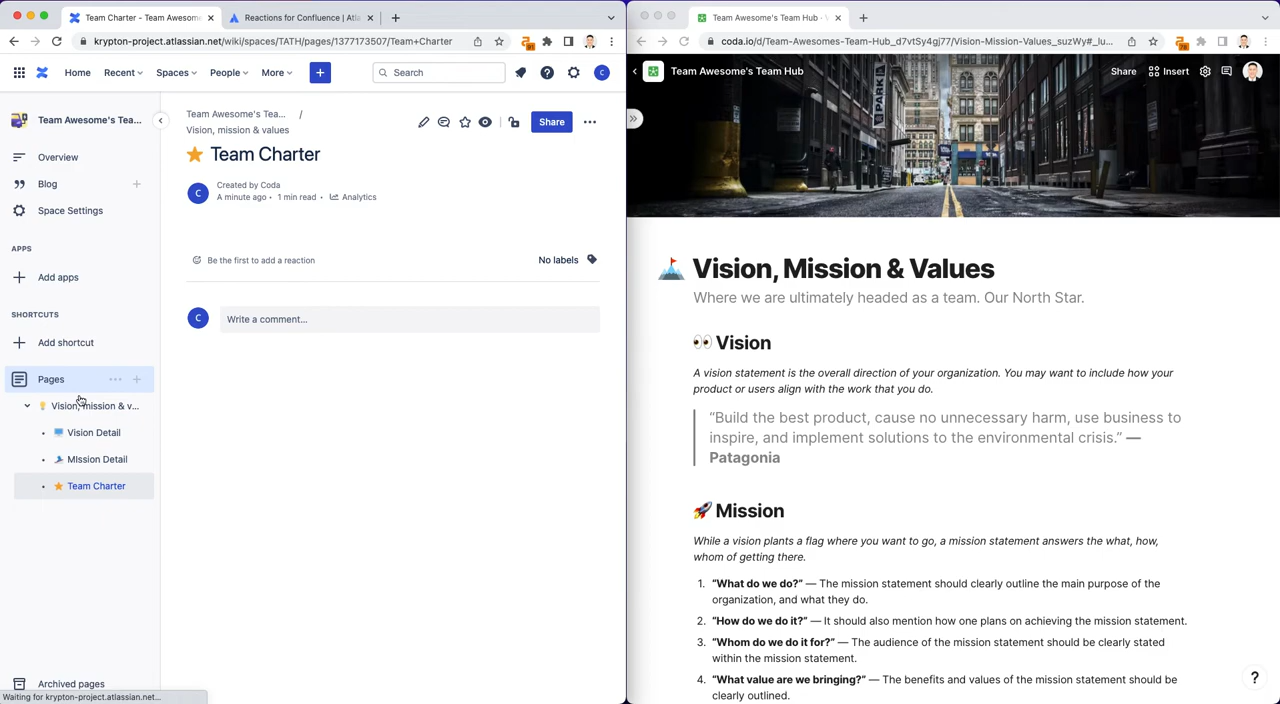 Team Charter - Team Awesome
Reactions for Confluence | Atla
krypton-project.atlassian.net/wiki/spaces/TATH/pages/1377173507/Team+Charter
Home
Recent
Spaces
People
More
Search
C
Team Awesome's Tea...
Overview
Blog
Space Settings
APPS
Add apps
SHORTCUTS
Add shortcut
Pages
Vision, mission & v...
Vision Detail
MIssion Detail
Team Charter
Archived pages
Waiting for krypton-project.atlassian.net...
Team Awesome's Tea... /
Vision, mission & values
Share
Team Charter
C
Created by Coda
A minute ago • 1 min read • Analytics
Be the first to add a reaction
No labels
C
Write a comment...
Team Awesome's Team Hub ·
coda.io/d/Team-Awesomes-Team-Hub_d7vtSy4gj77/Vision-Mission-Values_suzWy#_lu...
Team Awesome's Team Hub
Share
Insert
PARK
Vision, Mission & Values
Where we are ultimately headed as a team. Our North Star.
Vision
A vision statement is the overall direction of your organization. You may want to include how your
product or users align with the work that you do.
“Build the best product, cause no unnecessary harm, use business to
inspire, and implement solutions to the environmental crisis.” —
Patagonia
Mission
While a vision plants a flag where you want to go, a mission statement answers the what, how,
whom of getting there.
1. “What do we do?” — The mission statement should clearly outline the main purpose of the
organization, and what they do.
2. “How do we do it?” — It should also mention how one plans on achieving the mission statement.
3. “Whom do we do it for?” — The audience of the mission statement should be clearly stated
within the mission statement.
4. “What value are we bringing?” — The benefits and values of the mission statement should be
clearly outlined.
?